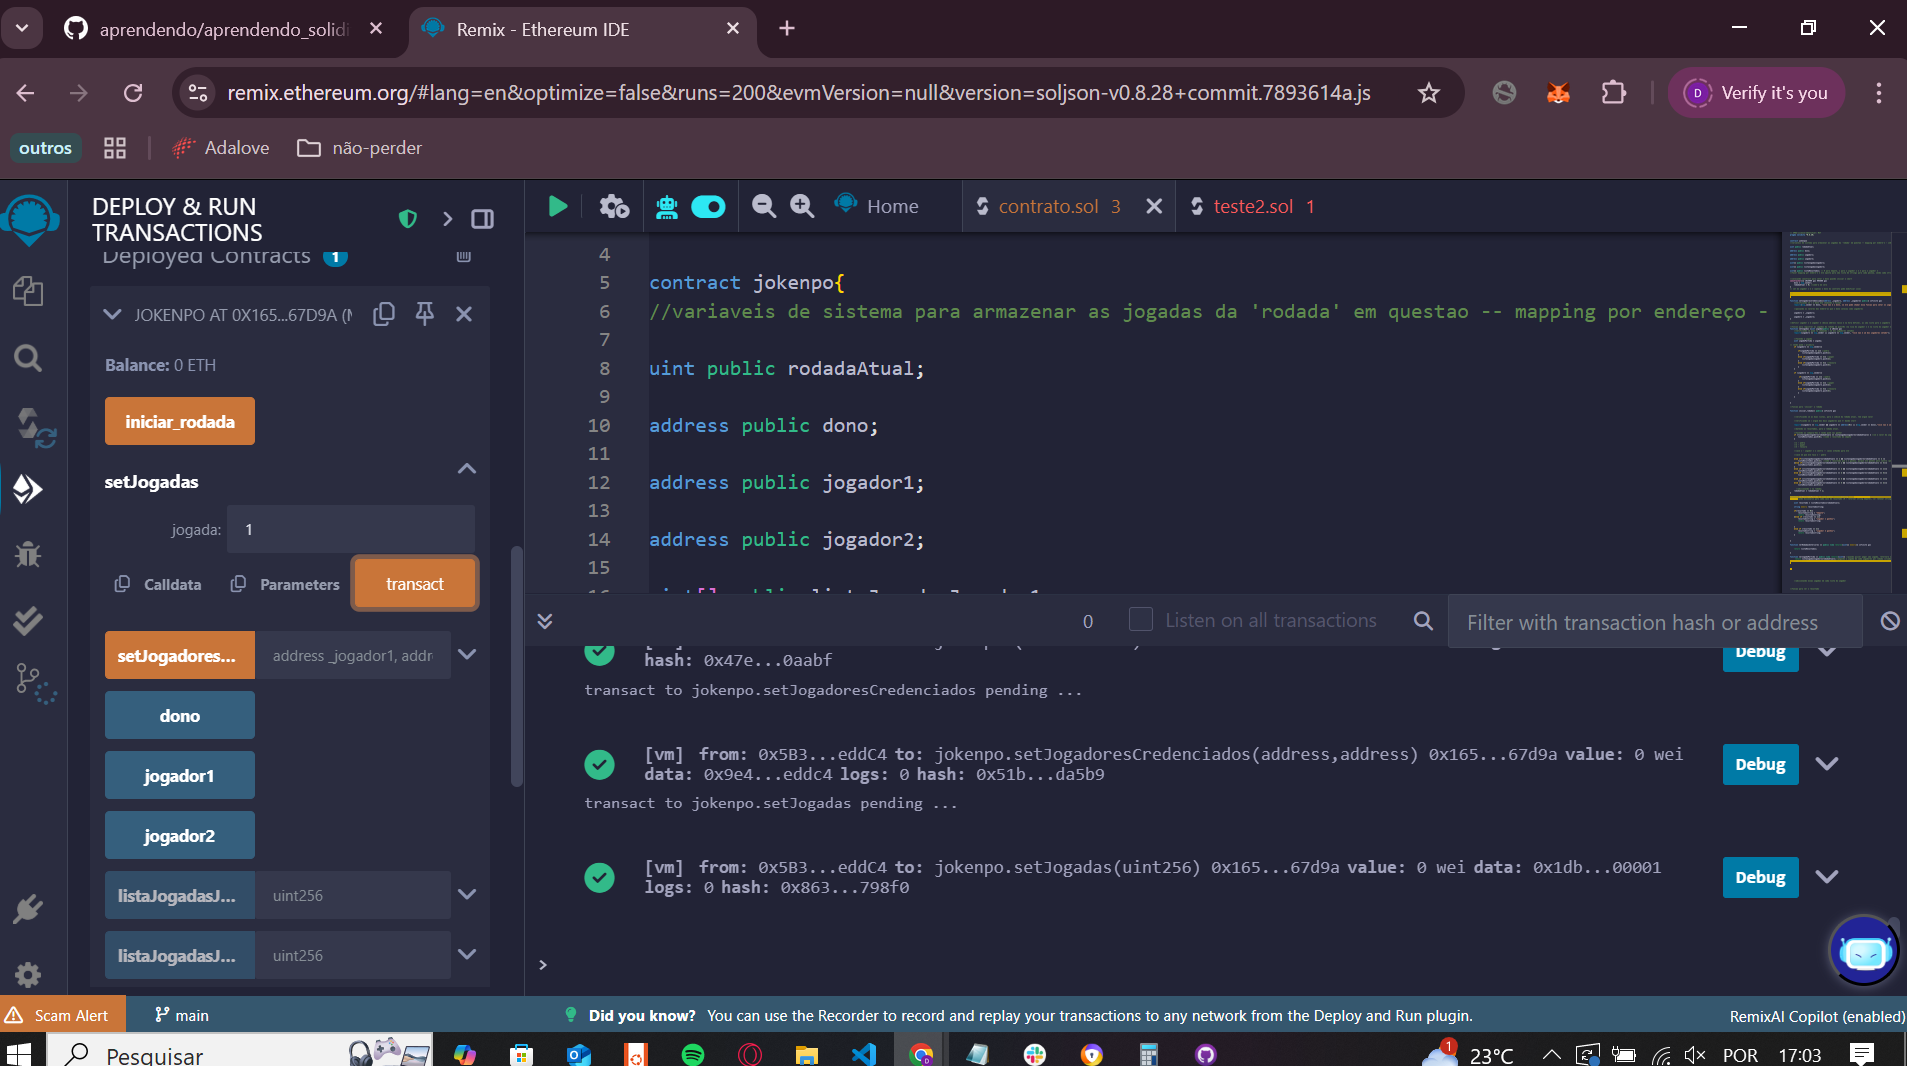 aprendendo/aprendendo_solidi
Remix - Ethereum IDE
remix.ethereum.org/#lang=en&optimize=false&runs=200&evmVersion=null&version=soljson-v0.8.28+commit.7893614a.js
D
Verify it's you
outros
Adalove
não-perder
DEPLOY & RUN
TRANSACTIONS
Deployed Contracts 1
JOKENPO AT 0X165...67D9A (M
Balance: 0 ETH
iniciar_rodada
setJogadas
jogada: 1
Calldata Parameters transact
setJogadores... address _jogador1, addr
dono
jogador1
jogador2
listaJogadasJ... uint256
listaJogadasJ... uint256
Home
contrato.sol 3
teste2.sol 1
4
5 contract jokenpo{
6 //variaveis de sistema para armazenar as jogadas da 'rodada' em questao -- mapping por endereço -
7
8 uint public rodadaAtual;
9
10 address public dono;
11
12 address public jogador1;
13
14 address public jogador2;
15
0 Listen on all transactions Filter with transaction hash or address
hash: 0x47e...0aabf
Debug
transact to jokenpo.setJogadoresCredenciados pending ...
[vm] from: 0x5B3...eddC4 to: jokenpo.setJogadoresCredenciados(address,address) 0x165...67d9a value: 0 wei
data: 0x9e4...eddc4 logs: 0 hash: 0x51b...da5b9
Debug
transact to jokenpo.setJogadas pending ...
[vm] from: 0x5B3...eddC4 to: jokenpo.setJogadas(uint256) 0x165...67d9a value: 0 wei data: 0x1db...00001
logs: 0 hash: 0x863...798f0
Debug
>
Scam Alert
main
Did you know? You can use the Recorder to record and replay your transactions to any network from the Deploy and Run plugin.
RemixAI Copilot (enabled)
Pesquisar
1
23°C
POR
17:03